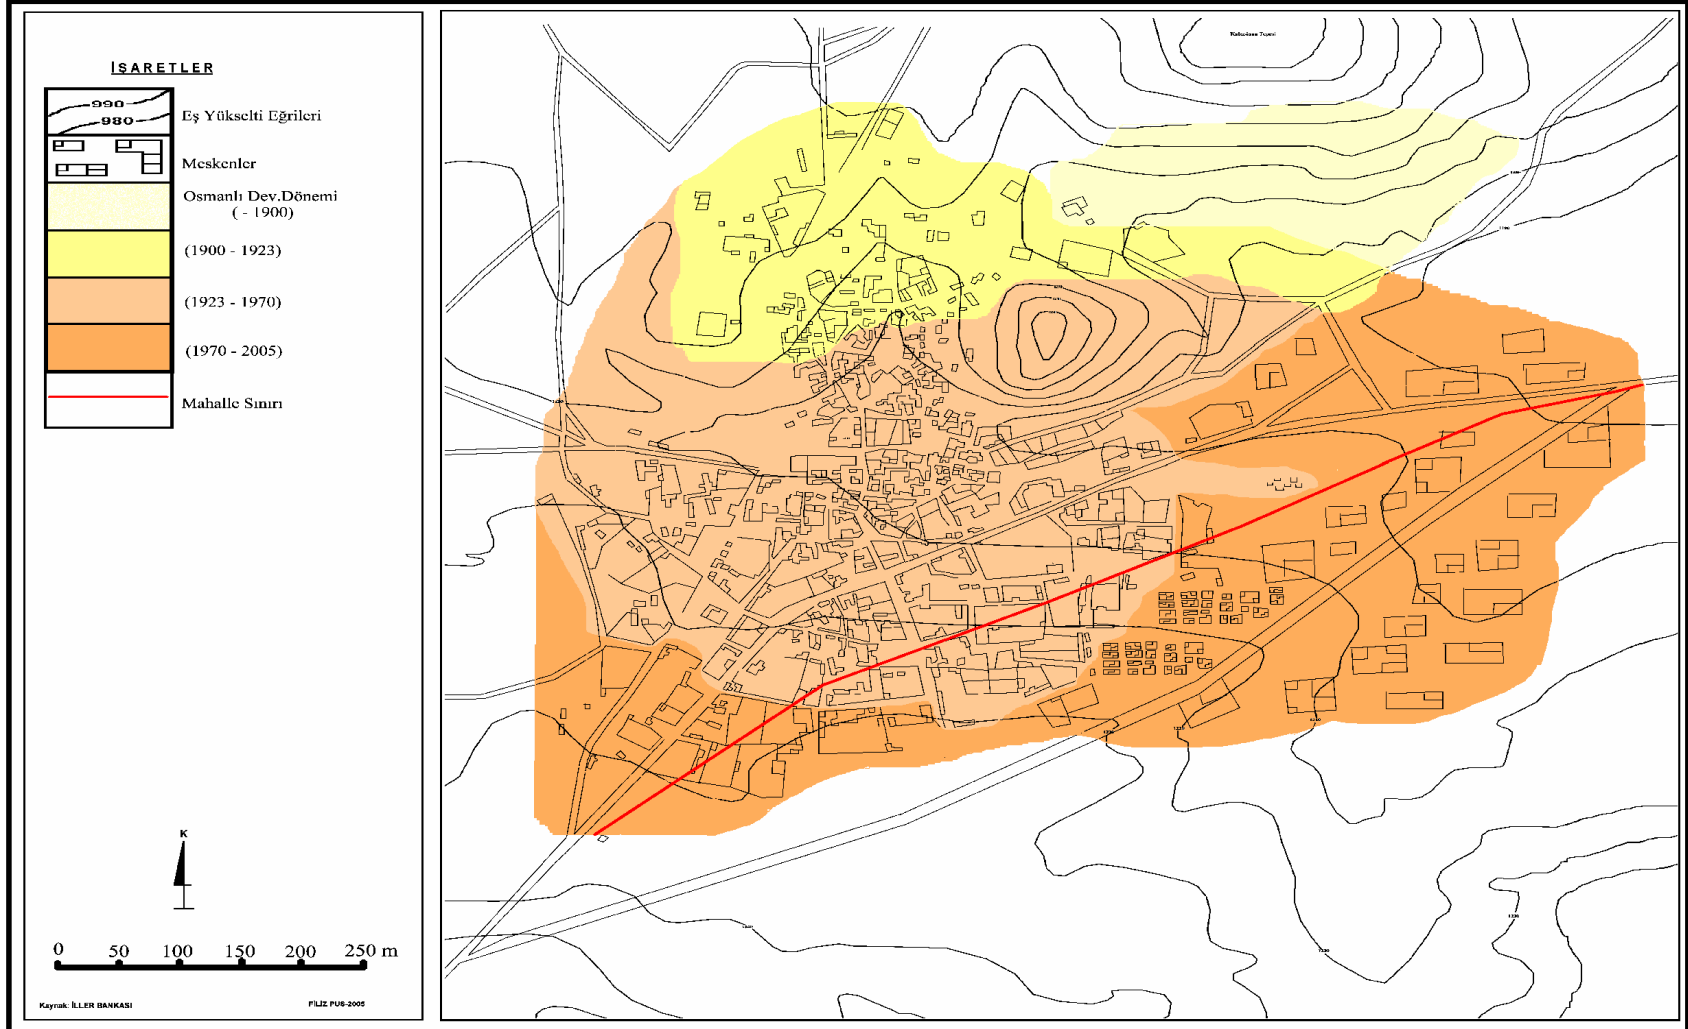 İŞARETLER
990
980
Eş Yükselti Eğrileri
Meskenler
Osmanlı Dev.Dönemi
( - 1900)
(1900 - 1923)
(1923 - 1970)
(1970 - 2005)
Mahalle Sınırı
K
0 50 100 150 200 250 m
Kaynak: İLLER BANKASI
FİLİZ PUS-2005